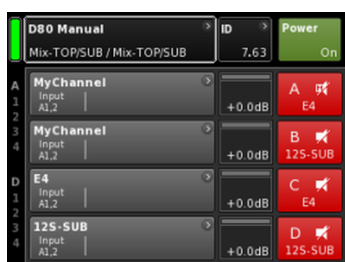 D80 Manual
Mix-TOP/SUB / Mix-TOP/SUB
ID
7.63
Power
On
A
1
2
3
4
D
1
2
3
4
MyChannel
Input
A1,2
+0.0dB
A
E4
MyChannel
Input
A1,2
+0.0dB
B
12S-SUB
E4
Input
A1,2
+0.0dB
C
E4
12S-SUB
Input
A1,2
+0.0dB
D
12S-SUB